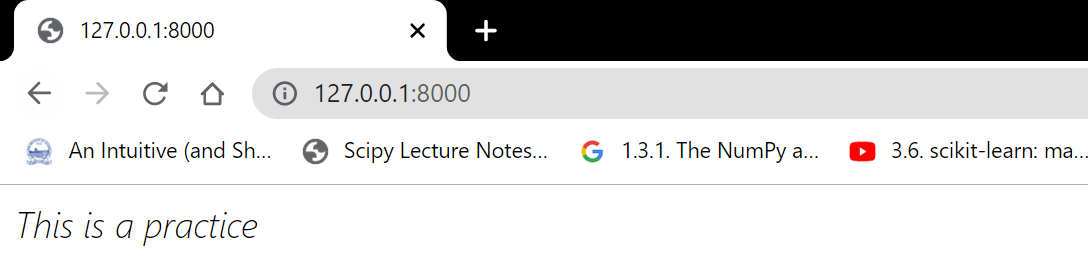 127.0.0.1:8000
127.0.0.1:8000
An Intuitive (and Sh... Scipy Lecture Notes... 1.3.1. The NumPy a... 3.6. scikit-learn: ma...
This is a practice